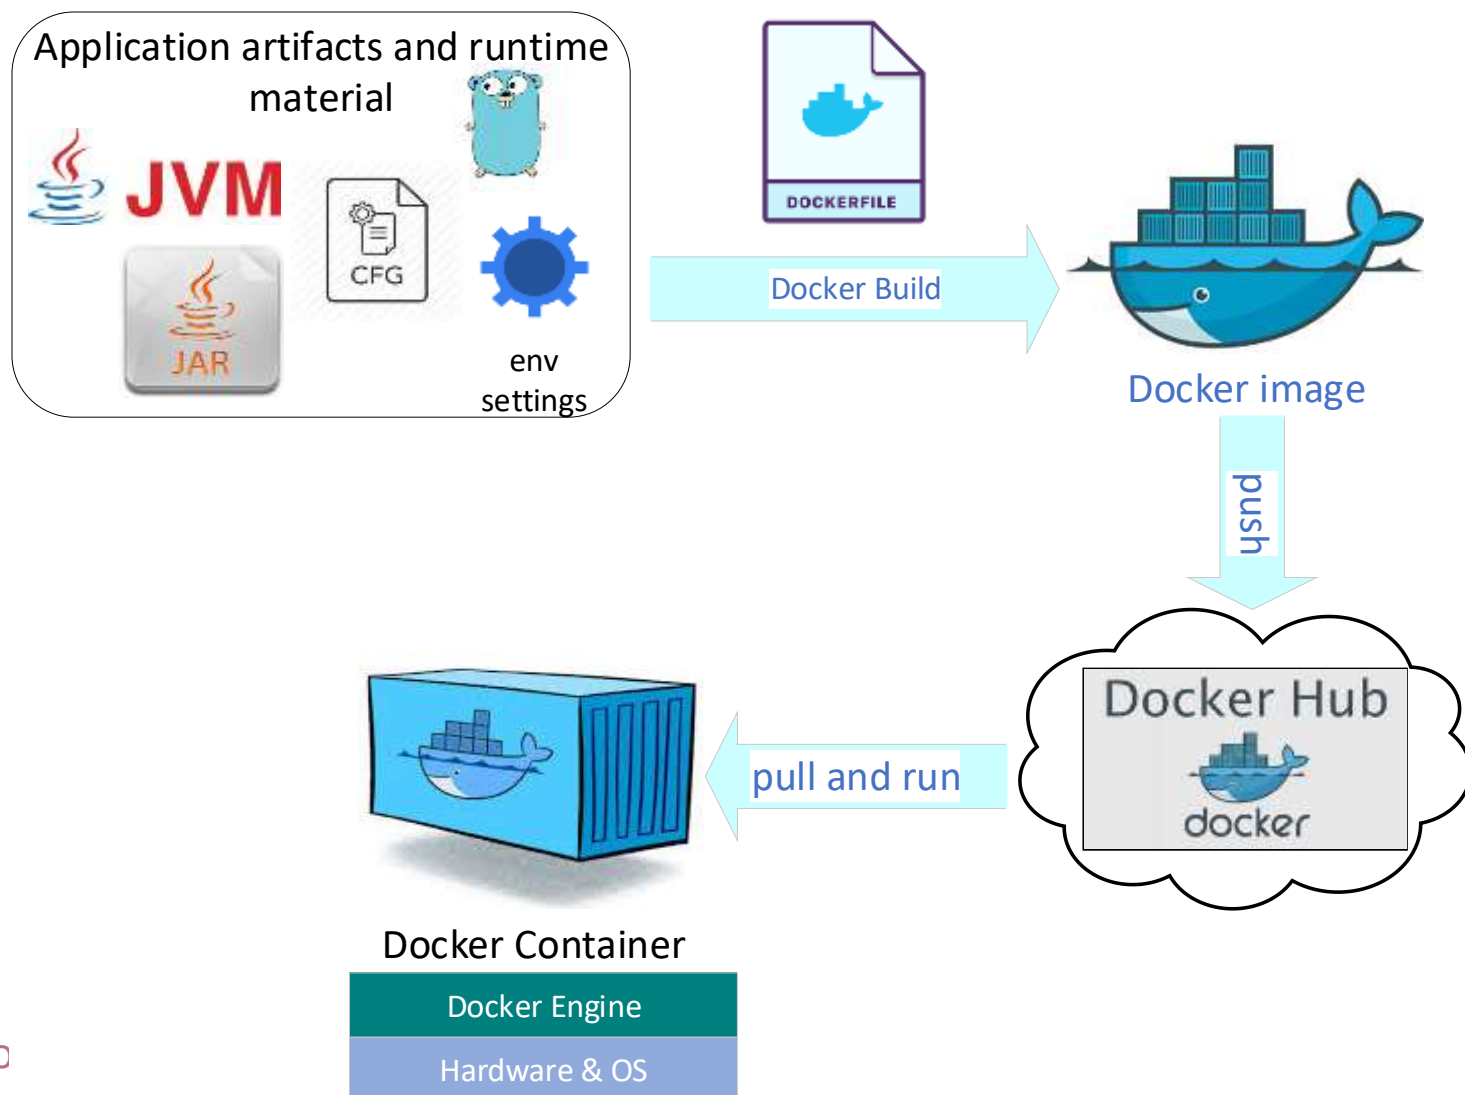 Application artifacts and runtime
material
JVM
JAR
CFG
env
settings
DOCKERFILE
Docker Build
Docker image
push
Docker Hub
docker
pull and run
Docker Container
Docker Engine
Hardware & OS